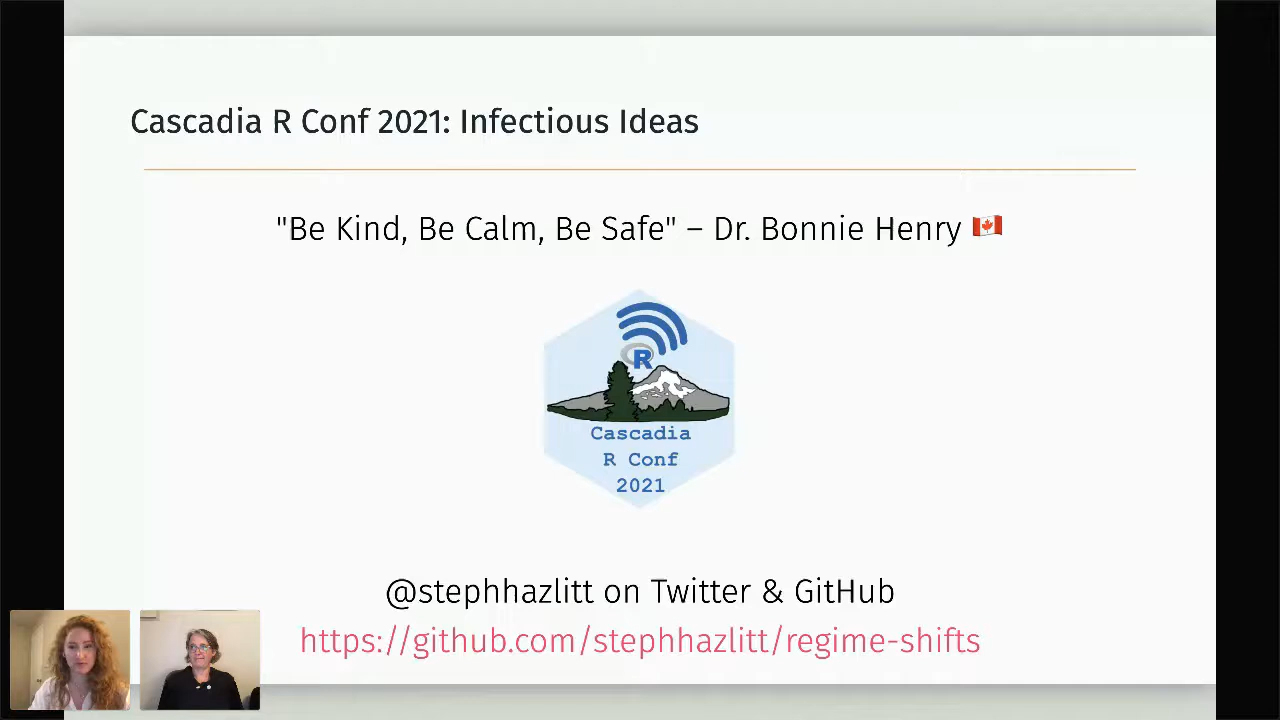 Cascadia R Conf 2021: Infectious Ideas
"Be Kind, Be Calm, Be Safe" – Dr. Bonnie Henry 🇨🇦
R
Cascadia
R Conf
2021
@stephhazlitt on Twitter & GitHub
https://github.com/stephhazlitt/regime-shifts